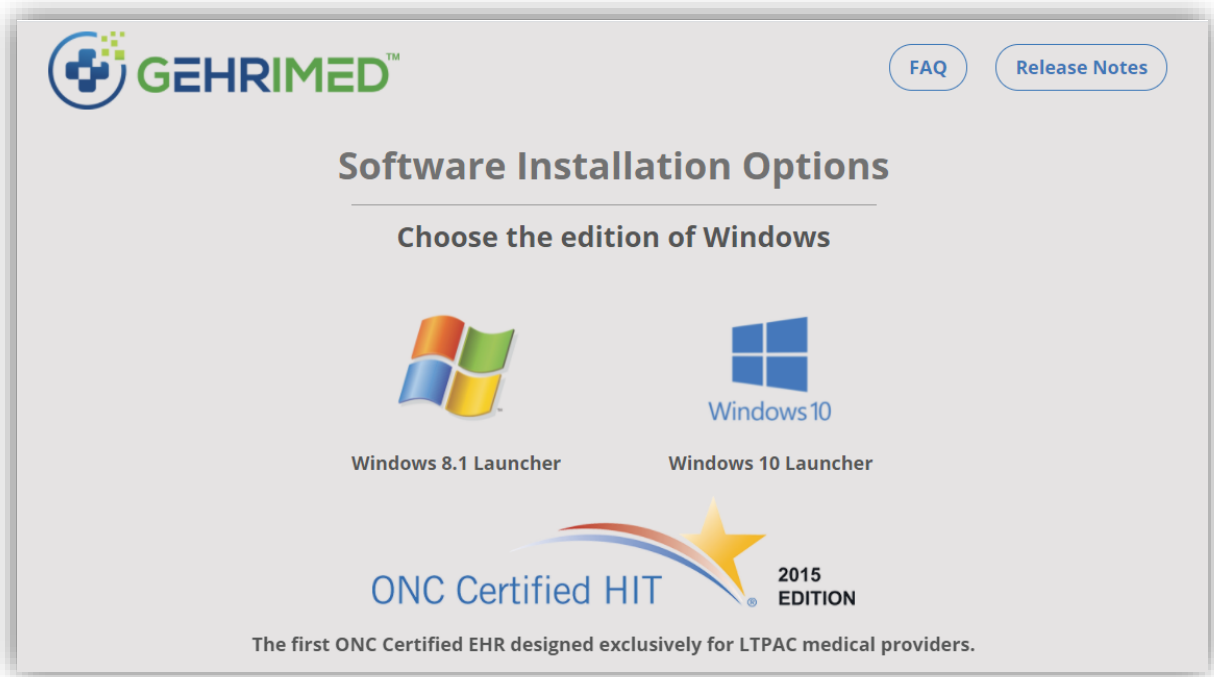 GEHRIMED™
FAQ
Release Notes
Software Installation Options
Choose the edition of Windows
Windows 10
Windows 8.1 Launcher
Windows 10 Launcher
ONC Certified HIT ®
2015
EDITION
The first ONC Certified EHR designed exclusively for LTPAC medical providers.